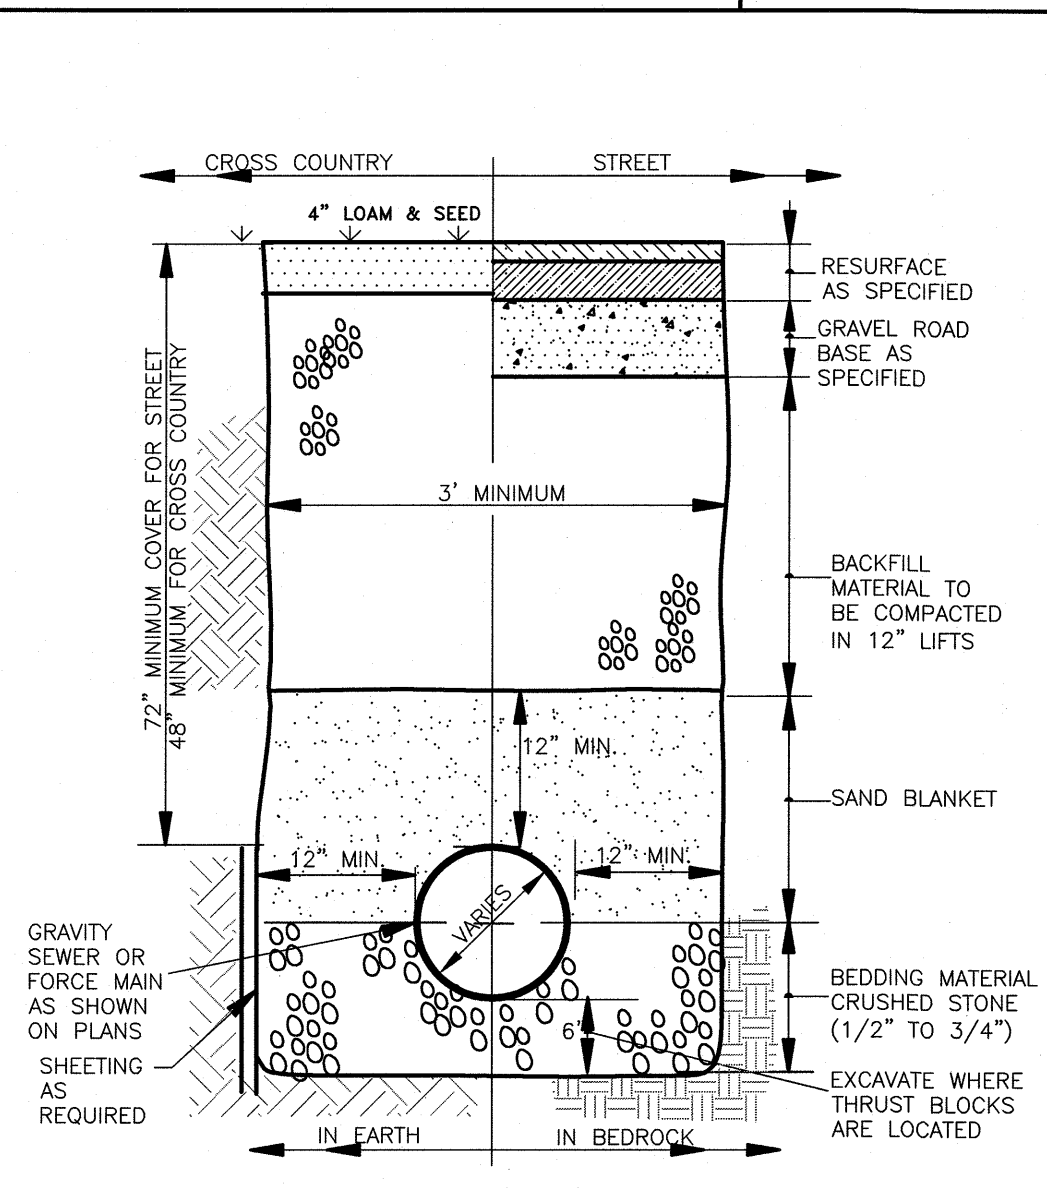 CROSS COUNTRY
STREET
4" LOAM & SEED
RESURFACE
AS SPECIFIED
GRAVEL ROAD
BASE AS
SPECIFIED
72" MINIMUM COVER FOR STREET
48" MINIMUM FOR CROSS COUNTRY
3' MINIMUM
BACKFILL
MATERIAL TO
BE COMPACTED
IN 12" LIFTS
12" MIN.
SAND BLANKET
12" MIN.
12" MIN.
VARIES
GRAVITY
SEWER OR
FORCE MAIN
AS SHOWN
ON PLANS
BEDDING MATERIAL
CRUSHED STONE
(1/2" TO 3/4")
6"
SHEETING
AS
REQUIRED
EXCAVATE WHERE
THRUST BLOCKS
ARE LOCATED
IN EARTH
IN BEDROCK